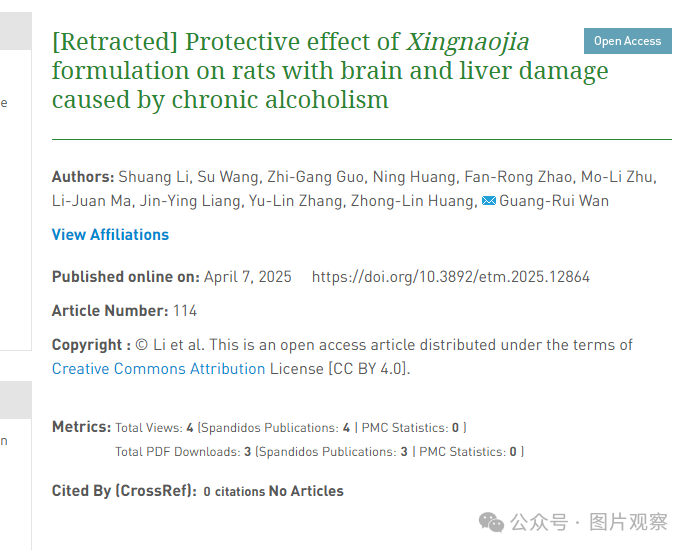 [Retracted] Protective effect of Xingnaojia
Open Access
formulation on rats with brain and liver damage
caused by chronic alcoholism
e
Authors: Shuang Li, Su Wang, Zhi-Gang Guo, Ning Huang, Fan-Rong Zhao, Mo-Li Zhu,
Li-Juan Ma, Jin-Ying Liang, Yu-Lin Zhang, Zhong-Lin Huang, Guang-Rui Wan
View Affiliations
Published online on: April 7, 2025 https://doi.org/10.3892/etm.2025.12864
Article Number: 114
Copyright : © Li et al. This is an open access article distributed under the terms of
Creative Commons Attribution License [CC BY 4.0].
Metrics: Total Views: 4 (Spandidos Publications: 4 | PMC Statistics: 0 )
n
Total PDF Downloads: 3 (Spandidos Publications: 3 | PMC Statistics: 0 )
Cited By (CrossRef): 0 citations No Articles
公众号 · 图片观察